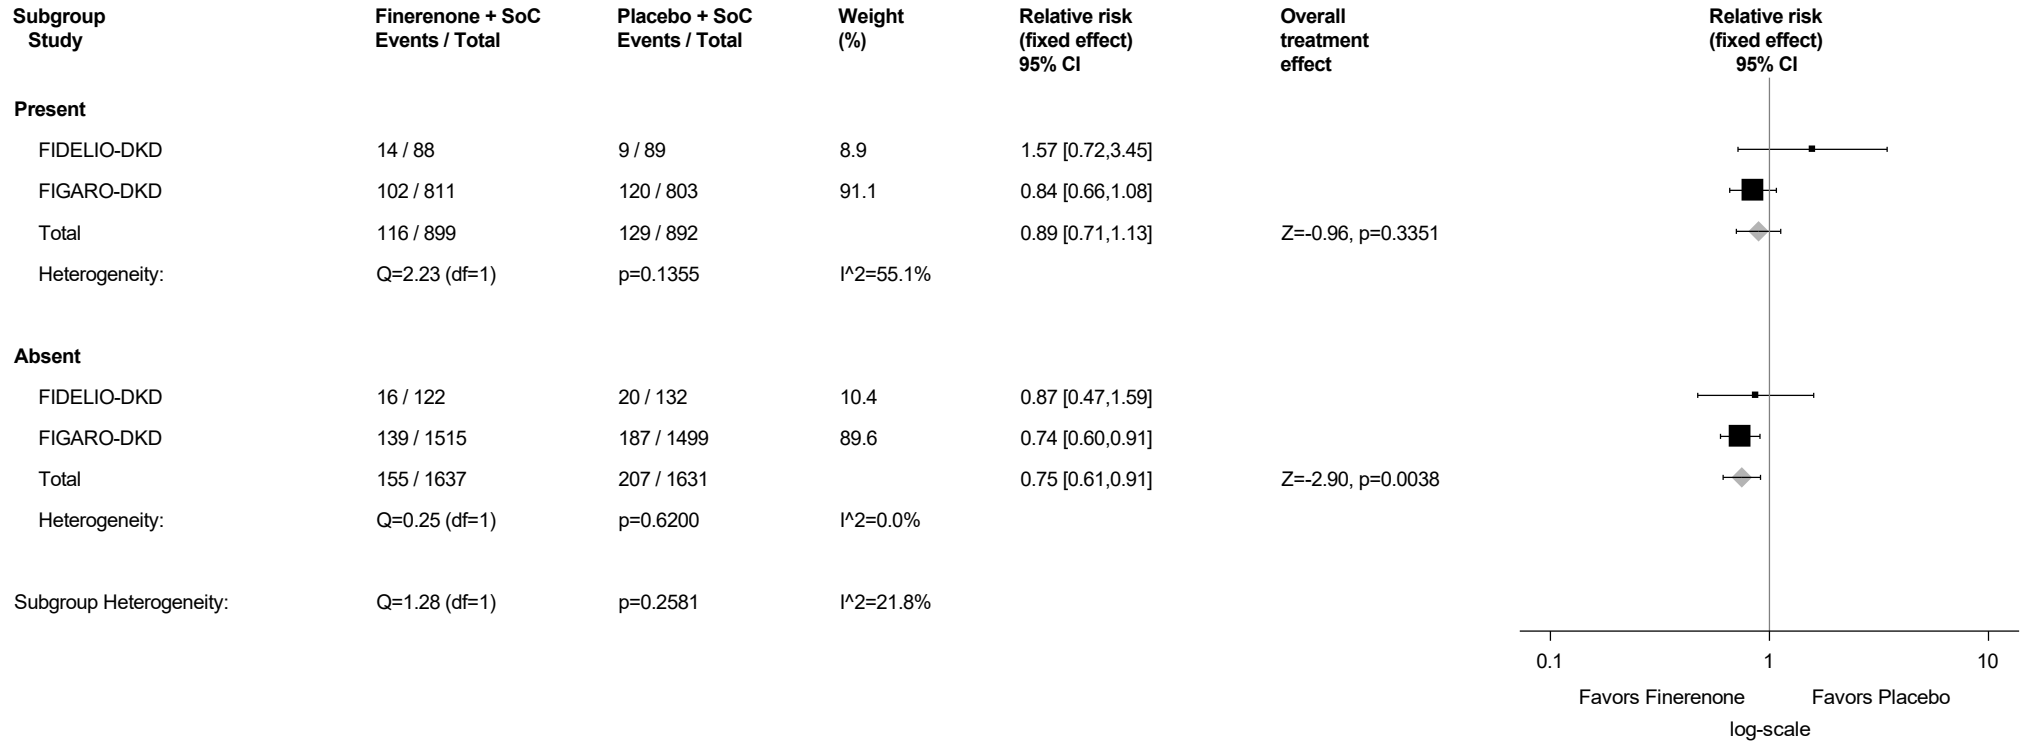 Subgroup Finerenone + SoC Placebo + SoC Weight Relative risk Overall Relative risk
Study Events / Total Events / Total (%) (fixed effect) treatment (fixed effect)
95% CI effect 95% CI
Present
FIDELIO-DKD 14 / 88 9 / 89 8.9 1.57 [0.72,3.45]
FIGARO-DKD 102 / 811 120 / 803 91.1 0.84 [0.66,1.08]
Total 116 / 899 129 / 892 0.89 [0.71,1.13] Z=-0.96, p=0.3351
Heterogeneity: Q=2.23 (df=1) p=0.1355 I^2=55.1%
Absent
FIDELIO-DKD 16 / 122 20 / 132 10.4 0.87 [0.47,1.59]
FIGARO-DKD 139 / 1515 187 / 1499 89.6 0.74 [0.60,0.91]
Total 155 / 1637 207 / 1631 0.75 [0.61,0.91] Z=-2.90, p=0.0038
Heterogeneity: Q=0.25 (df=1) p=0.6200 I^2=0.0%
Subgroup Heterogeneity: Q=1.28 (df=1) p=0.2581 I^2=21.8%
0.1 1 10
Favors Finerenone Favors Placebo
log-scale